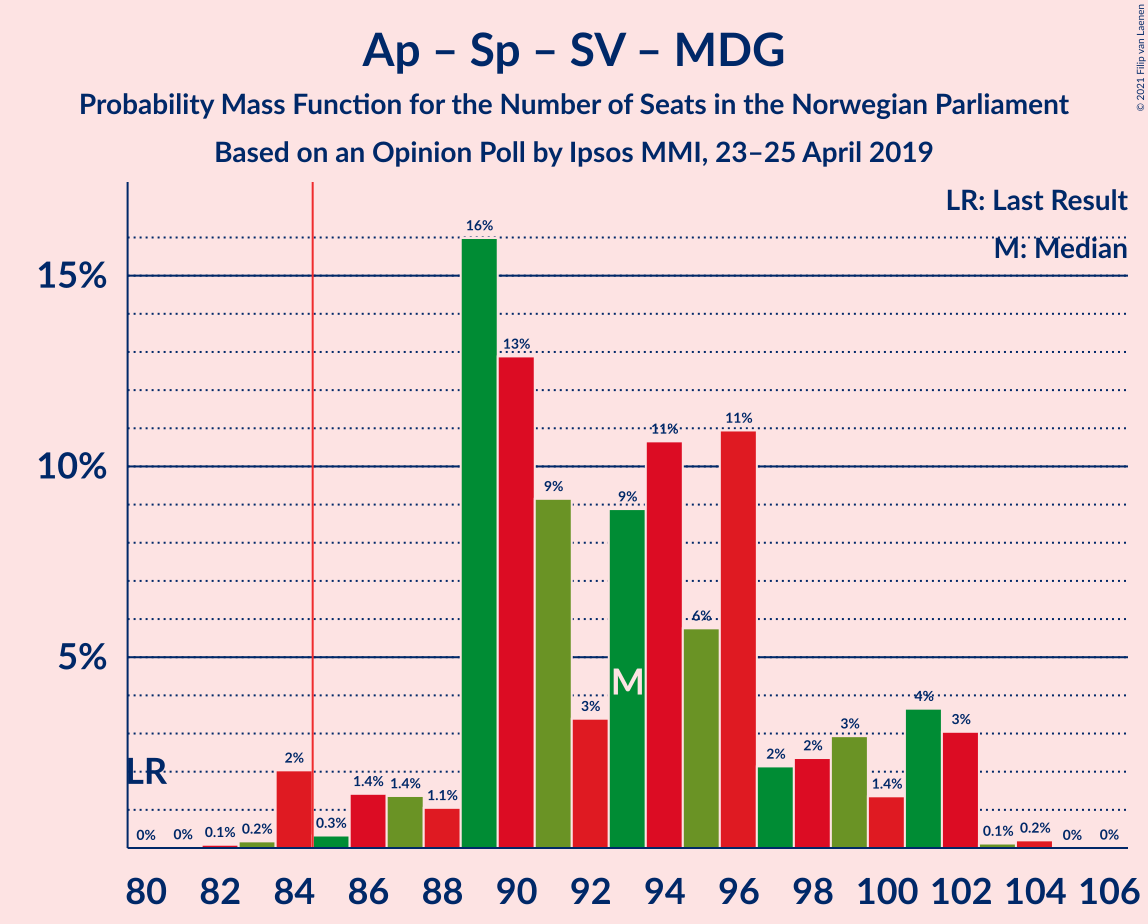 Ap – Sp – SV – MDG
Probability Mass Function for the Number of Seats in the Norwegian Parliament
Based on an Opinion Poll by Ipsos MMI, 23–25 April 2019
© 2021 Filip van Laenen
LR: Last Result
M: Median
15%
10%
5%
LR
M
0% 0% 0.1% 0.2% 2% 0.3% 1.4% 1.4% 1.1% 16% 13% 9% 3% 9% 11% 6% 11% 2% 2% 3% 1.4% 4% 3% 0.1% 0.2% 0% 0%
80 82 84 86 88 90 92 94 96 98 100 102 104 106